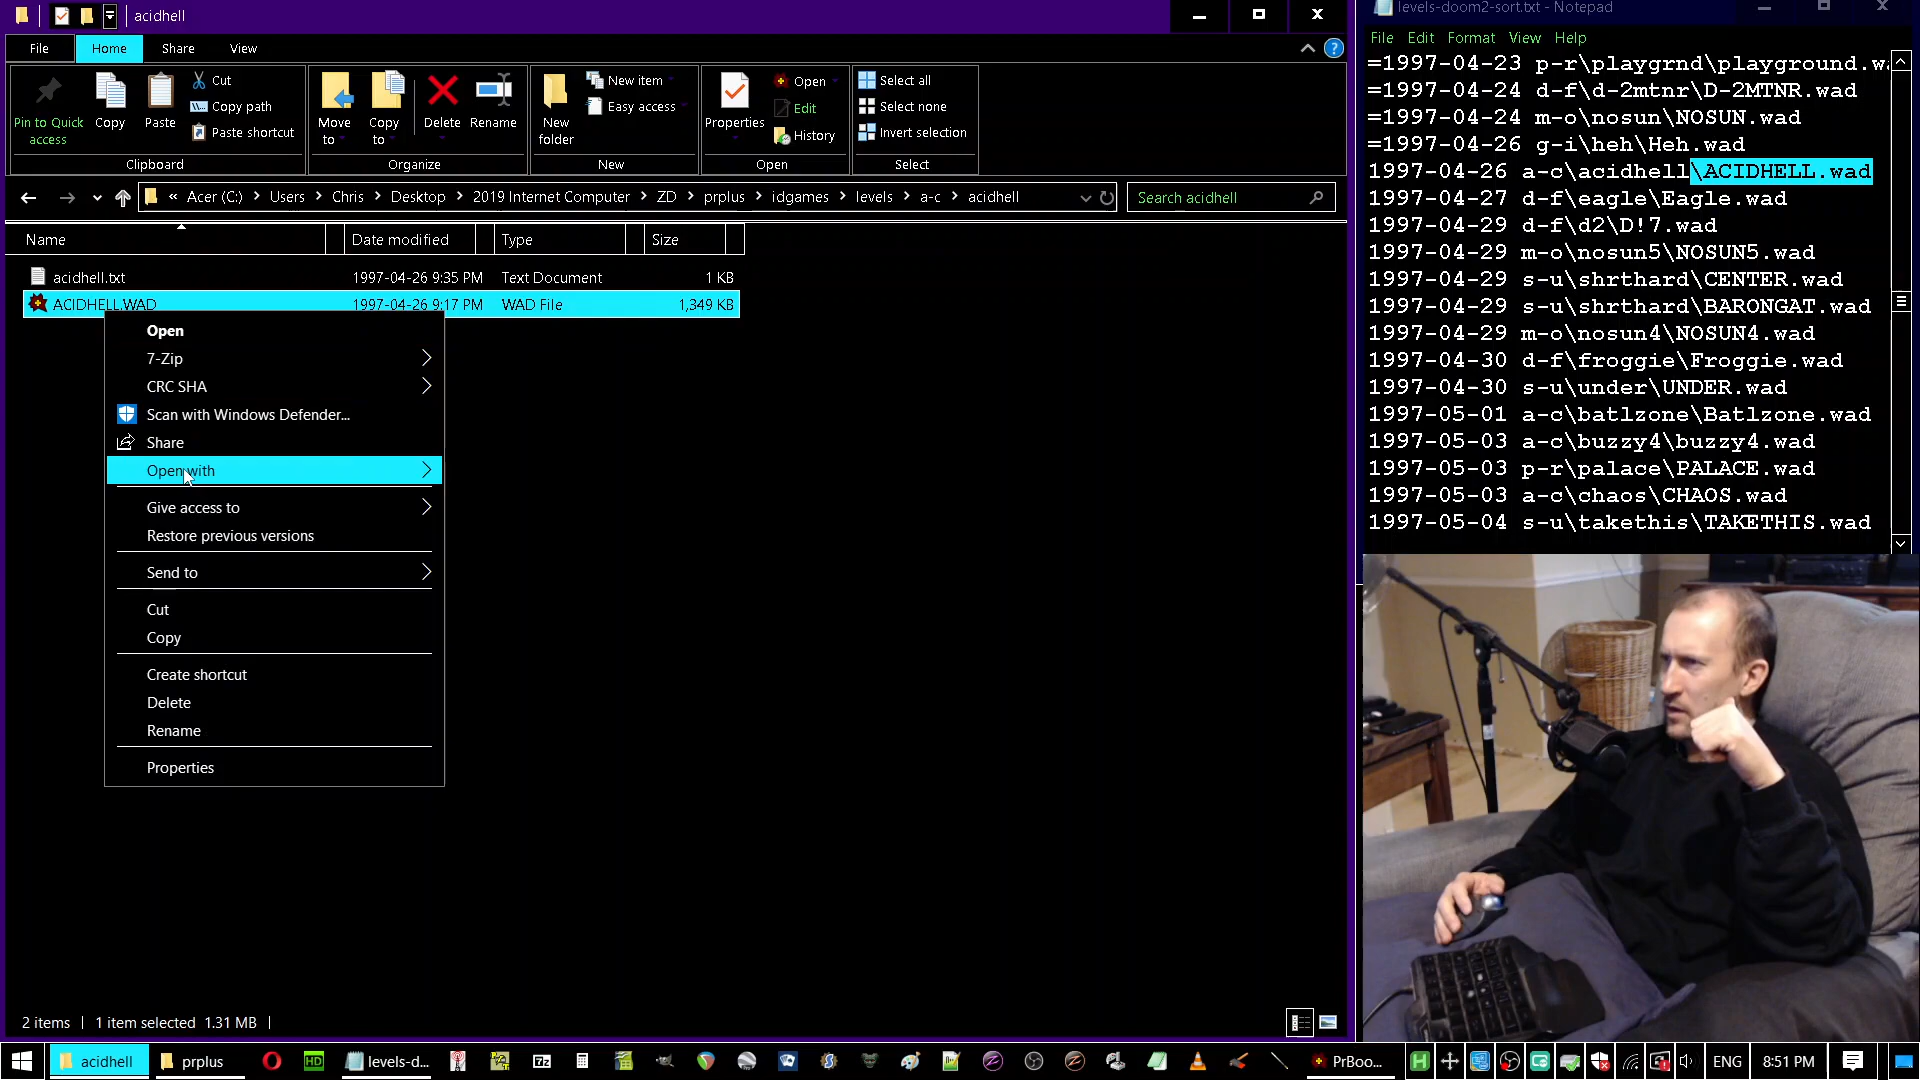 acidhell
File Home Share View
Pin to Quick access
Copy
Paste
Cut
Copy path
Paste shortcut
Clipboard
Move to
Copy to
Delete
Rename
Organize
New folder
New item
Easy access
New
Properties
Open
Edit
History
Open
Select all
Select none
Invert selection
Select
« Acer (C:) > Users > Chris > Desktop > 2019 Internet Computer > ZD > prplus > idgames > levels > a-c > acidhell
Search acidhell
Name Date modified Type Size
acidhell.txt 1997-04-26 9:35 PM Text Document 1 KB
ACIDHELL.WAD 1997-04-26 9:17 PM WAD File 1,349 KB
Open
7-Zip
CRC SHA
Scan with Windows Defender...
Share
Open with
Give access to
Restore previous versions
Send to
Cut
Copy
Create shortcut
Delete
Rename
Properties
2 items 1 item selected 1.31 MB
levels-doom2-sort.txt - Notepad
File Edit Format View Help
=1997-04-23 p-r\playgrnd\playground.wa
=1997-04-24 d-f\d-2mtnr\D-2MTNR.wad
=1997-04-24 m-o\nosun\NOSUN.wad
=1997-04-26 g-i\heh\Heh.wad
1997-04-26 a-c\acidhell\ACIDHELL.wad
1997-04-27 d-f\eagle\Eagle.wad
1997-04-29 d-f\d2\D!7.wad
1997-04-29 m-o\nosun5\NOSUN5.wad
1997-04-29 s-u\shrthard\CENTER.wad
1997-04-29 s-u\shrthard\BARONGAT.wad
1997-04-29 m-o\nosun4\NOSUN4.wad
1997-04-30 d-f\froggie\Froggie.wad
1997-04-30 s-u\under\UNDER.wad
1997-05-01 a-c\batlzone\Batlzone.wad
1997-05-03 a-c\buzzy4\buzzy4.wad
1997-05-03 p-r\palace\PALACE.wad
1997-05-03 a-c\chaos\CHAOS.wad
1997-05-04 s-u\takethis\TAKETHIS.wad
acidhell prplus HD levels-d... 7z PrBoo... H ENG 8:51 PM